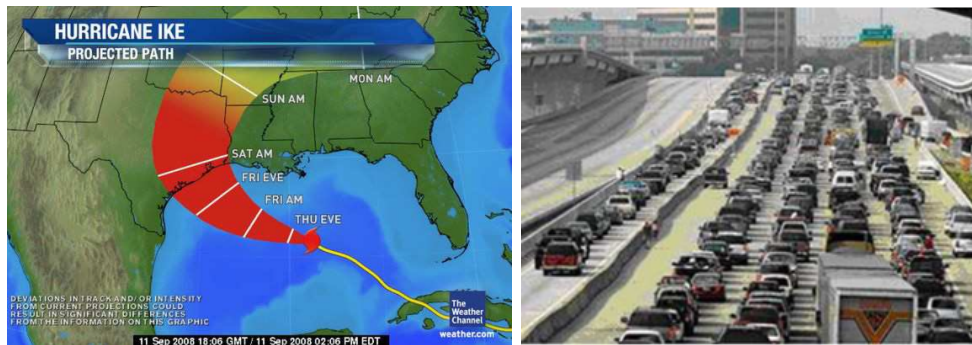 HURRICANE IKE
PROJECTED PATH
MON AM
SUN AM
SAT AM
FRI EVE
FRI AM
THU EVE
DEVIATIONS IN TRACK AND/OR INTENSITY
FROM CURRENT PROJECTIONS COULD
RESULT IN SIGNIFICANT DIFFERENCES
FROM THE INFORMATION ON THIS GRAPHIC
The
Weather
Channel
weather.com
11 Sep 2008 18:06 GMT / 11 Sep 2008 02:06 PM EDT